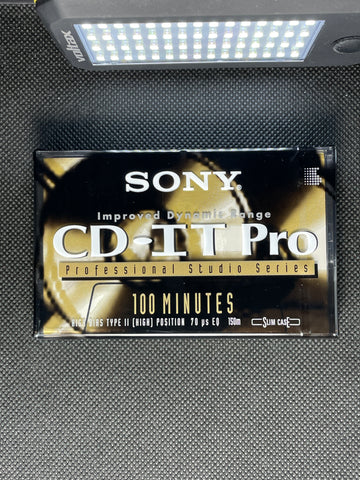 voltax
SONY®
Improved Dynamic Range
CD·IT Pro
Professional Studio Series
100 MINUTES
HIGH BIAS TYPE II (HIGH) POSITION 70 µs EQ 150m SLIM CASE